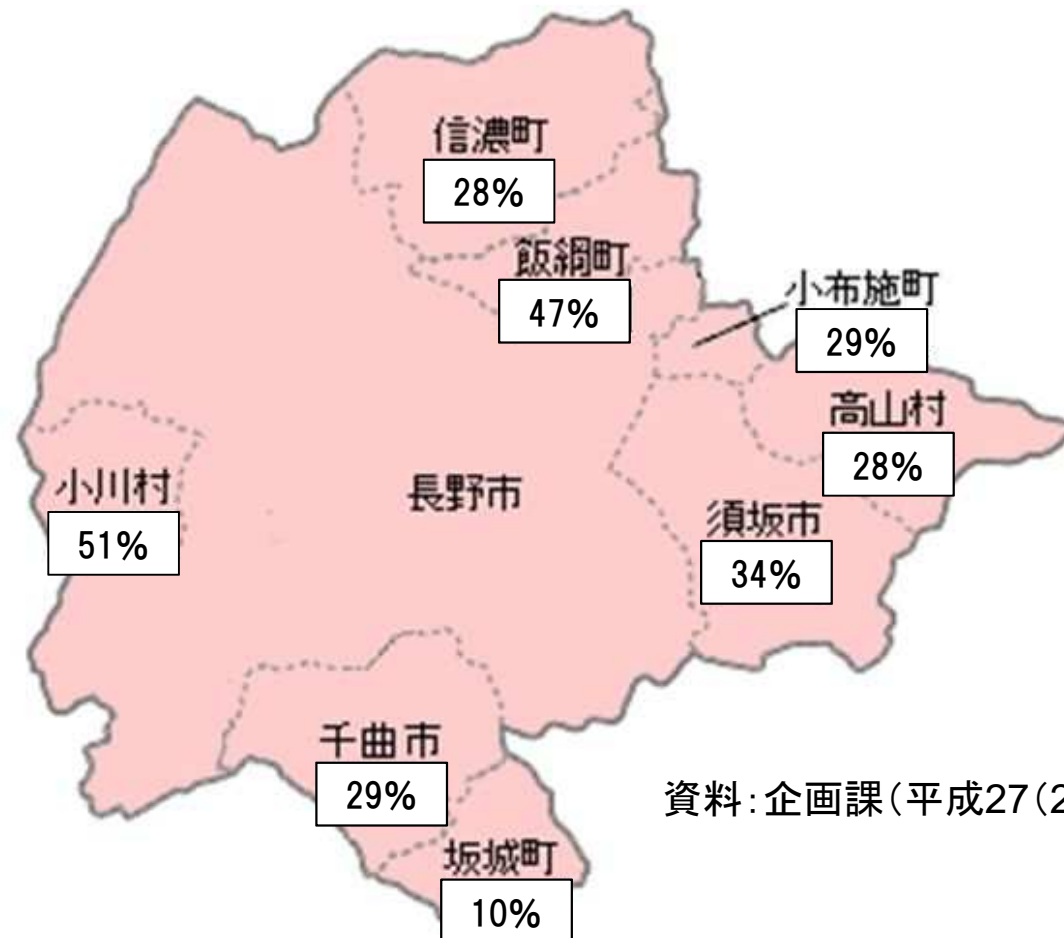 信濃町
28%
飯綱町
47%
小布施町
29%
高山村
28%
小川村
51%
長野市
須坂市
34%
千曲市
29%
資料：企画課（平成27（2
坂城町
10%